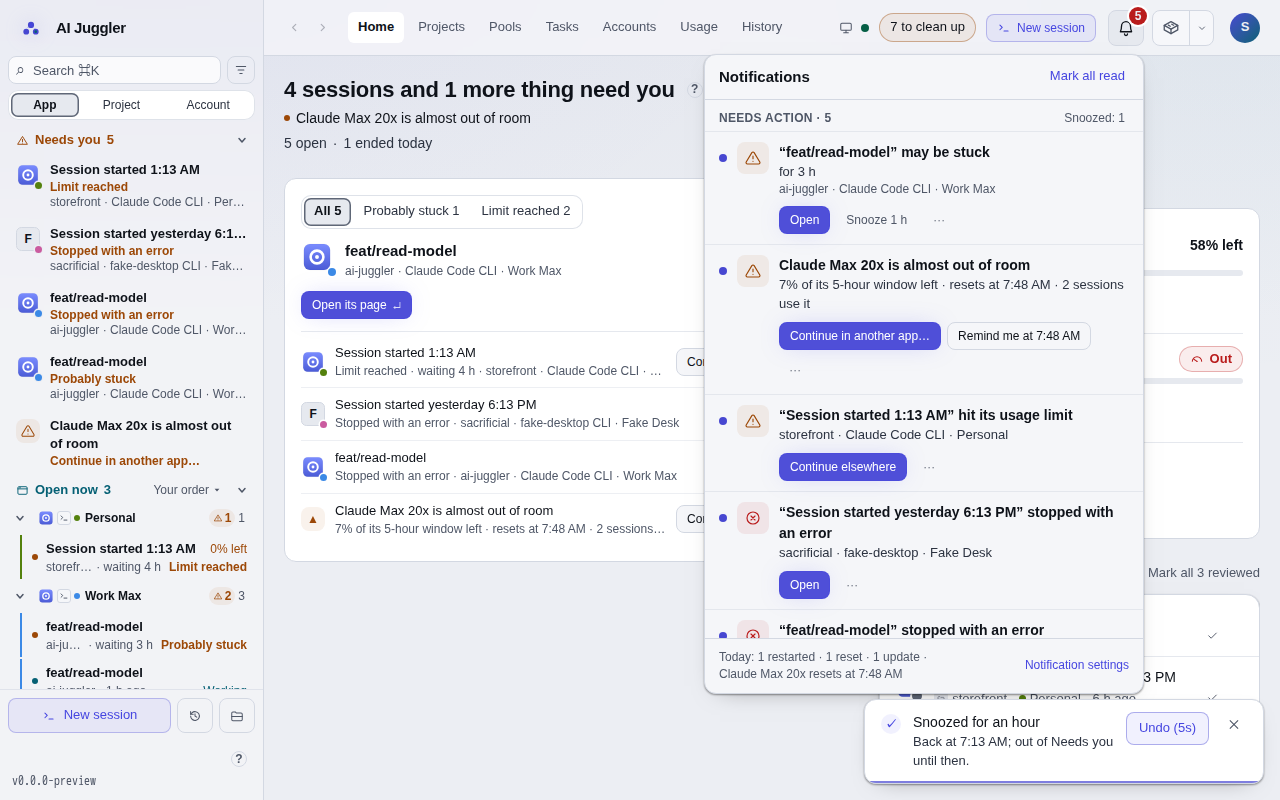 AI Juggler
Search ⌘K
App
Project
Account
Needs you 5
Session started 1:13 AM
Limit reached
storefront · Claude Code CLI · Per…
F
Session started yesterday 6:1…
Stopped with an error
sacrificial · fake-desktop CLI · Fak…
feat/read-model
Stopped with an error
ai-juggler · Claude Code CLI · Wor…
feat/read-model
Probably stuck
ai-juggler · Claude Code CLI · Wor…
Claude Max 20x is almost out
of room
Continue in another app…
Open now 3
Your order
Personal
1
1
Session started 1:13 AM
0% left
storefr… · waiting 4 h
Limit reached
Work Max
2
3
feat/read-model
ai-ju… · waiting 3 h
Probably stuck
feat/read-model
New session
?
v0.0.0-preview
Home
Projects
Pools
Tasks
Accounts
Usage
History
7 to clean up
New session
5
S
4 sessions and 1 more thing need you
?
Claude Max 20x is almost out of room
5 open · 1 ended today
All 5
Probably stuck 1
Limit reached 2
feat/read-model
ai-juggler · Claude Code CLI · Work Max
Open its page
Session started 1:13 AM
Limit reached · waiting 4 h · storefront · Claude Code CLI · …
F
Session started yesterday 6:13 PM
Stopped with an error · sacrificial · fake-desktop CLI · Fake Desk
feat/read-model
Stopped with an error · ai-juggler · Claude Code CLI · Work Max
Claude Max 20x is almost out of room
7% of its 5-hour window left · resets at 7:48 AM · 2 sessions…
58% left
Out
Mark all 3 reviewed
3 PM
Notifications
Mark all read
NEEDS ACTION · 5
Snoozed: 1
“feat/read-model” may be stuck
for 3 h
ai-juggler · Claude Code CLI · Work Max
Open
Snooze 1 h
···
Claude Max 20x is almost out of room
7% of its 5-hour window left · resets at 7:48 AM · 2 sessions
use it
Continue in another app…
Remind me at 7:48 AM
···
“Session started 1:13 AM” hit its usage limit
storefront · Claude Code CLI · Personal
Continue elsewhere
···
“Session started yesterday 6:13 PM” stopped with
an error
sacrificial · fake-desktop · Fake Desk
Open
···
“feat/read-model” stopped with an error
Today: 1 restarted · 1 reset · 1 update ·
Claude Max 20x resets at 7:48 AM
Notification settings
Snoozed for an hour
Back at 7:13 AM; out of Needs you
until then.
Undo (5s)